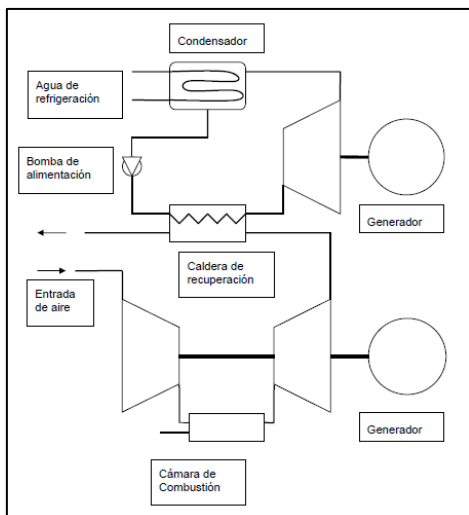 Condensador
Agua de
refrigeración
Bomba de
alimentación
Generador
Caldera de
recuperación
Entrada
de aire
Generador
Cámara de
Combustión